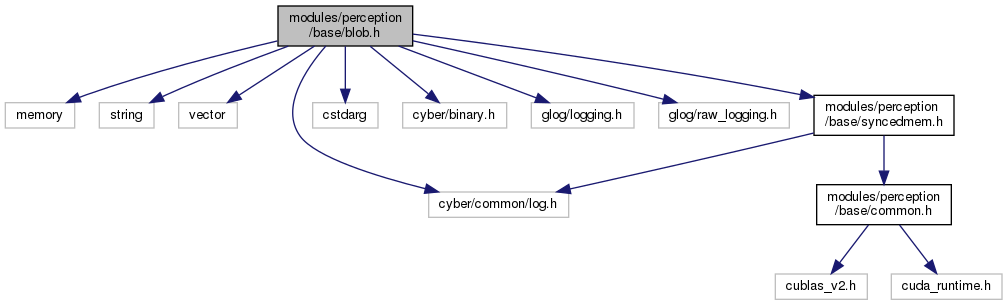 modules/perception
/base/blob.h
memory
string
vector
cstdarg
cyber/binary.h
glog/logging.h
glog/raw_logging.h
modules/perception
/base/syncedmem.h
cyber/common/log.h
modules/perception
/base/common.h
cublas_v2.h
cuda_runtime.h